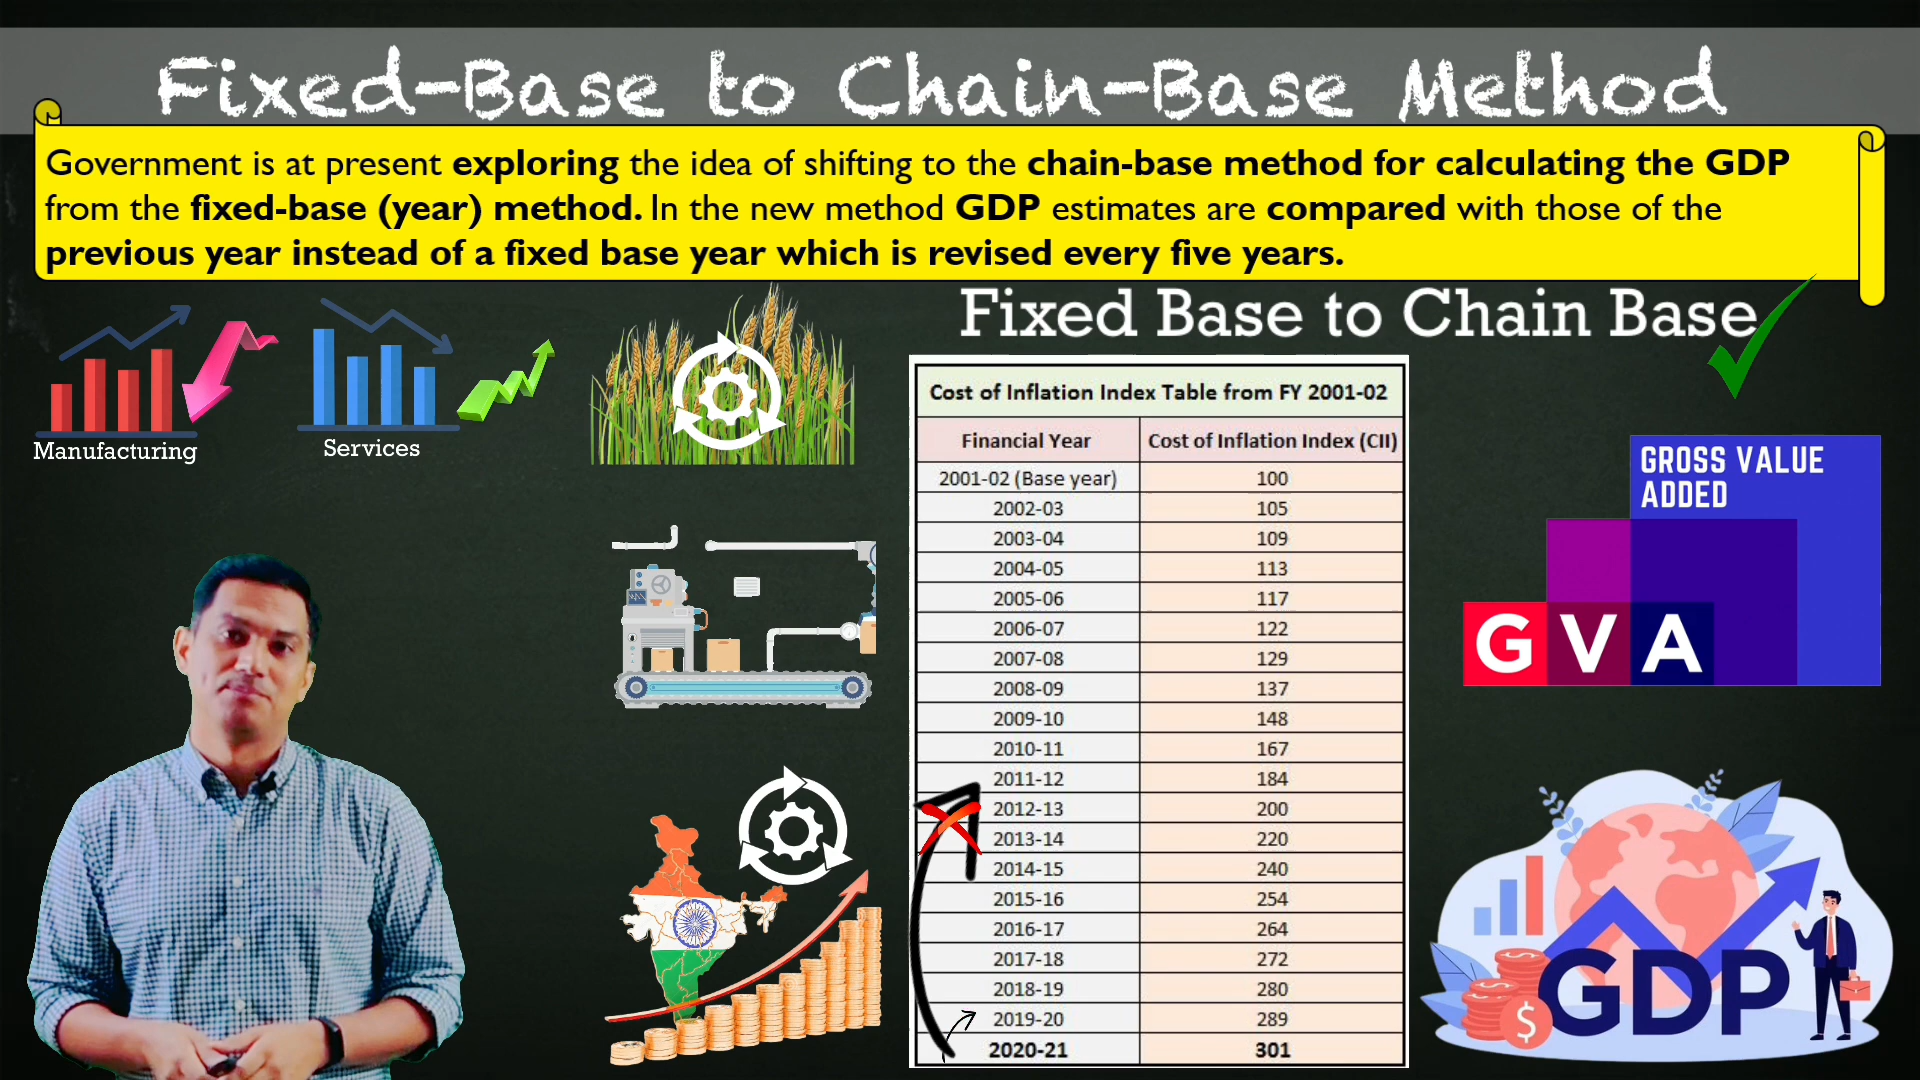 Fixed-Base to Chain-Base Method
Government is at present exploring the idea of shifting to the chain-base method for calculating the GDP
from the fixed-base (year) method. In the new method GDP estimates are compared with those of the
previous year instead of a fixed base year which is revised every five years.
Fixed Base to Chain Base
Manufacturing
Services
Cost of Inflation Index Table from FY 2001-02
Financial Year Cost of Inflation Index (CII)
2001-02 (Base year) 100
2002-03 105
2003-04 109
2004-05 113
2005-06 117
2006-07 122
2007-08 129
2008-09 137
2009-10 148
2010-11 167
2011-12 184
2012-13 200
2013-14 220
2014-15 240
2015-16 254
2016-17 264
2017-18 272
2018-19 280
2019-20 289
2020-21 301
GROSS VALUE
ADDED
GVA
GDP
$